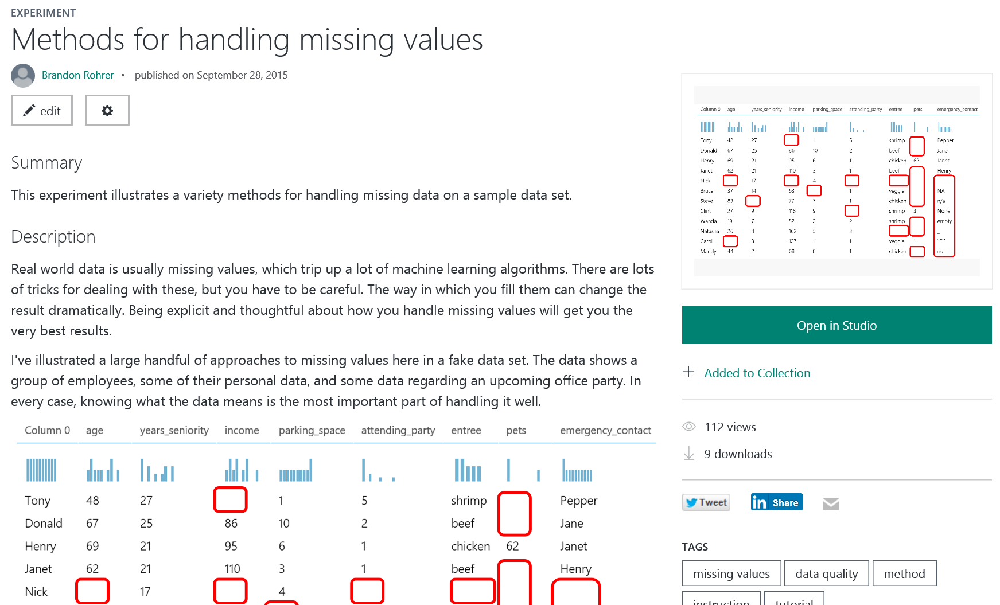 EXPERIMENT
Methods for handling missing values
Brandon Rohrer • published on September 28, 2015
edit
Summary
This experiment illustrates a variety methods for handling missing data on a sample data set.
Description
Real world data is usually missing values, which trip up a lot of machine learning algorithms. There are lots
of tricks for dealing with these, but you have to be careful. The way in which you fill them can change the
result dramatically. Being explicit and thoughtful about how you handle missing values will get you the
very best results.
I've illustrated a large handful of approaches to missing values here in a fake data set. The data shows a
group of employees, some of their personal data, and some data regarding an upcoming office party. In
every case, knowing what the data means is the most important part of handling it well.
Column 0 age years_seniority income parking_space attending_party entree pets emergency_contact
Tony 48 27 1 5 shrimp Pepper
Donald 67 25 86 10 2 beef Jane
Henry 69 21 95 6 1 chicken 62 Janet
Janet 62 21 110 3 1 beef Henry
Nick 17 4
Column 0 age years_seniority income parking_space attending_party entree pets emergency_contact
Tony 48 27 1 5 shrimp Pepper
Donald 67 25 86 10 2 beef Jane
Henry 69 21 95 6 1 chicken 62 Janet
Janet 62 21 110 3 1 beef Henry
Nick 17 4
Bruce 37 14 63 1 veggie NA
Steve 83 77 7 1 chicken n/a
Clint 27 9 118 9 shrimp 3 None
Wanda 19 7 52 2 2 shrimp empty
Natasha 26 4 162 5 3 _
Carol 3 127 11 1 veggie 1 """"
Mandy 44 2 68 8 1 chicken null
Open in Studio
Added to Collection
112 views
9 downloads
Tweet
in Share
TAGS
missing values data quality method
instruction tutorial